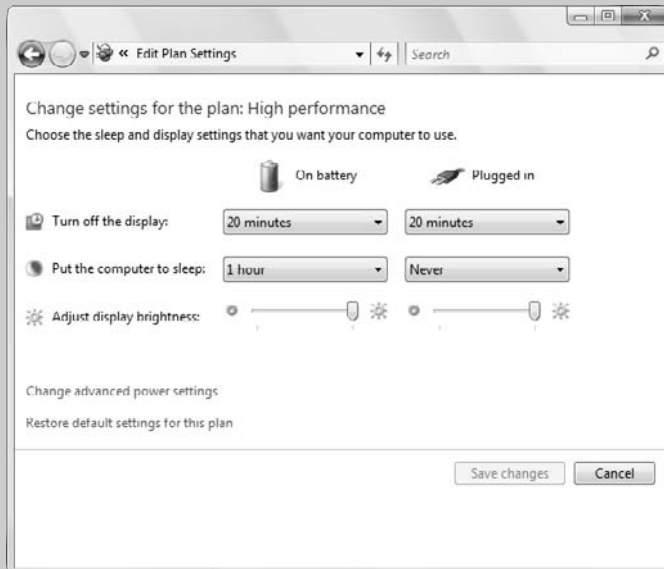 « Edit Plan Settings
Search
Change settings for the plan: High performance
Choose the sleep and display settings that you want your computer to use.
On battery Plugged in
Turn off the display: 20 minutes 20 minutes
Put the computer to sleep: 1 hour Never
Adjust display brightness:
Change advanced power settings
Restore default settings for this plan
Save changes Cancel